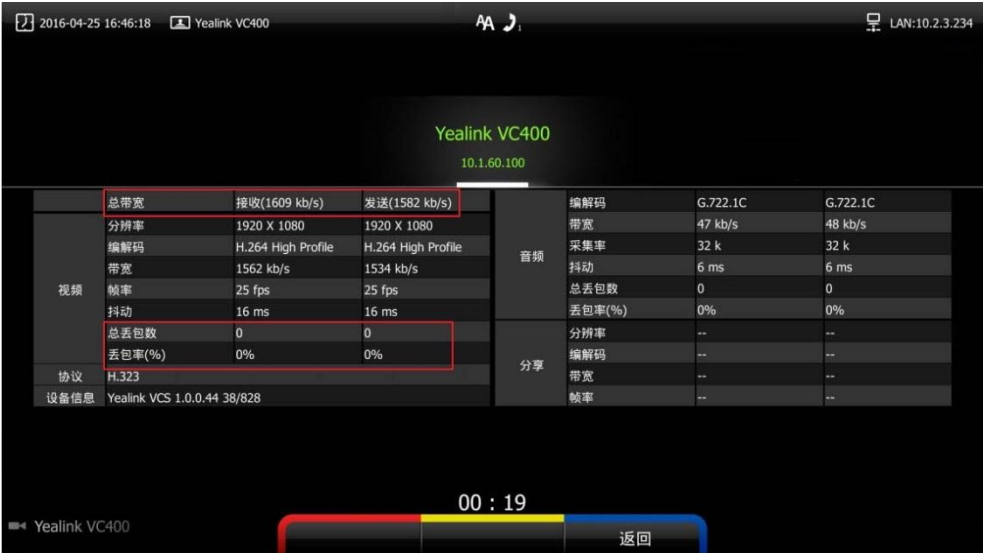 2016-04-25 16:46:18 Yealink VC400 AA 1 LAN:10.2.3.234
Yealink VC400
10.1.60.100
总带宽 接收(1609 kb/s) 发送(1582 kb/s)
视频
分辨率 1920 X 1080 1920 X 1080
编解码 H.264 High Profile H.264 High Profile
带宽 1562 kb/s 1534 kb/s
帧率 25 fps 25 fps
抖动 16 ms 16 ms
总丢包数 0 0
丢包率(%) 0% 0%
协议 H.323
设备信息 Yealink VCS 1.0.0.44 38/828
音频
编解码 G.722.1C G.722.1C
带宽 47 kb/s 48 kb/s
采集率 32 k 32 k
抖动 6 ms 6 ms
总丢包数 0 0
丢包率(%) 0% 0%
分享
分辨率 -- --
编解码 -- --
带宽 -- --
帧率 -- --
00 : 19
Yealink VC400
返回